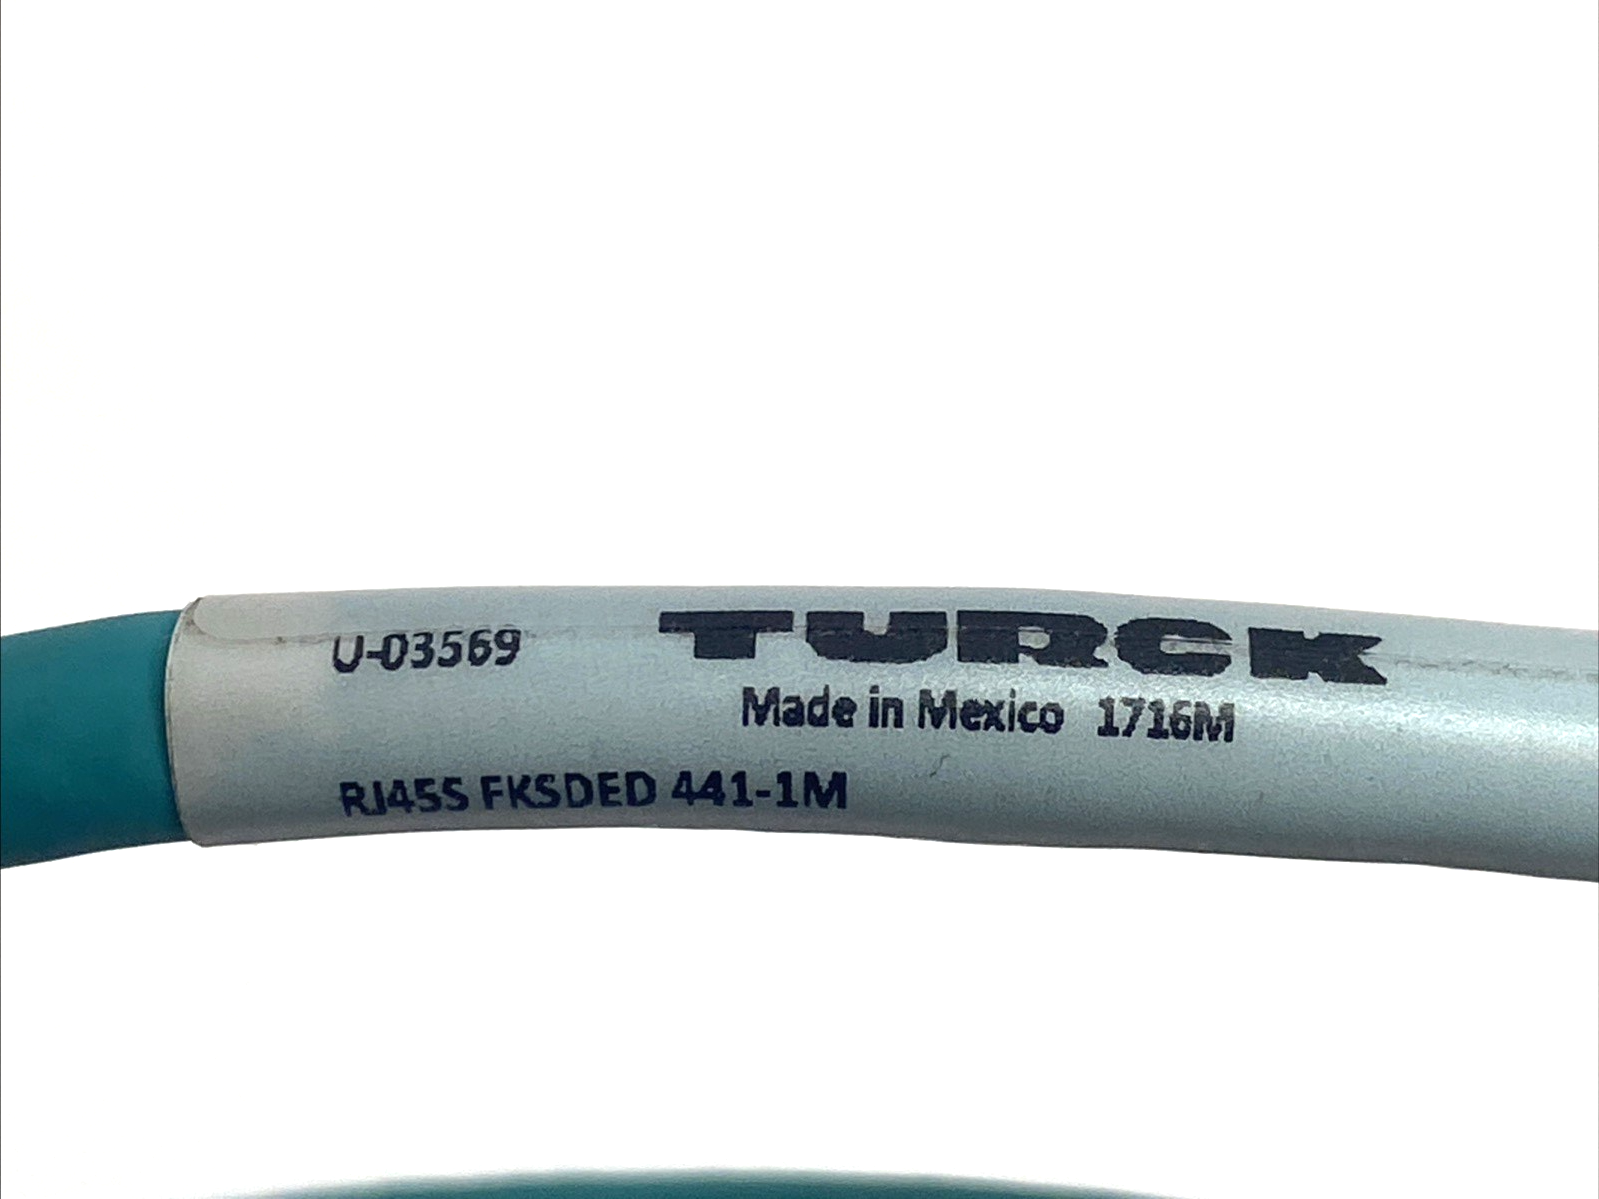 U-03569
TURCK
Made in Mexico 1716M
RJ45S FKSDED 441-1M